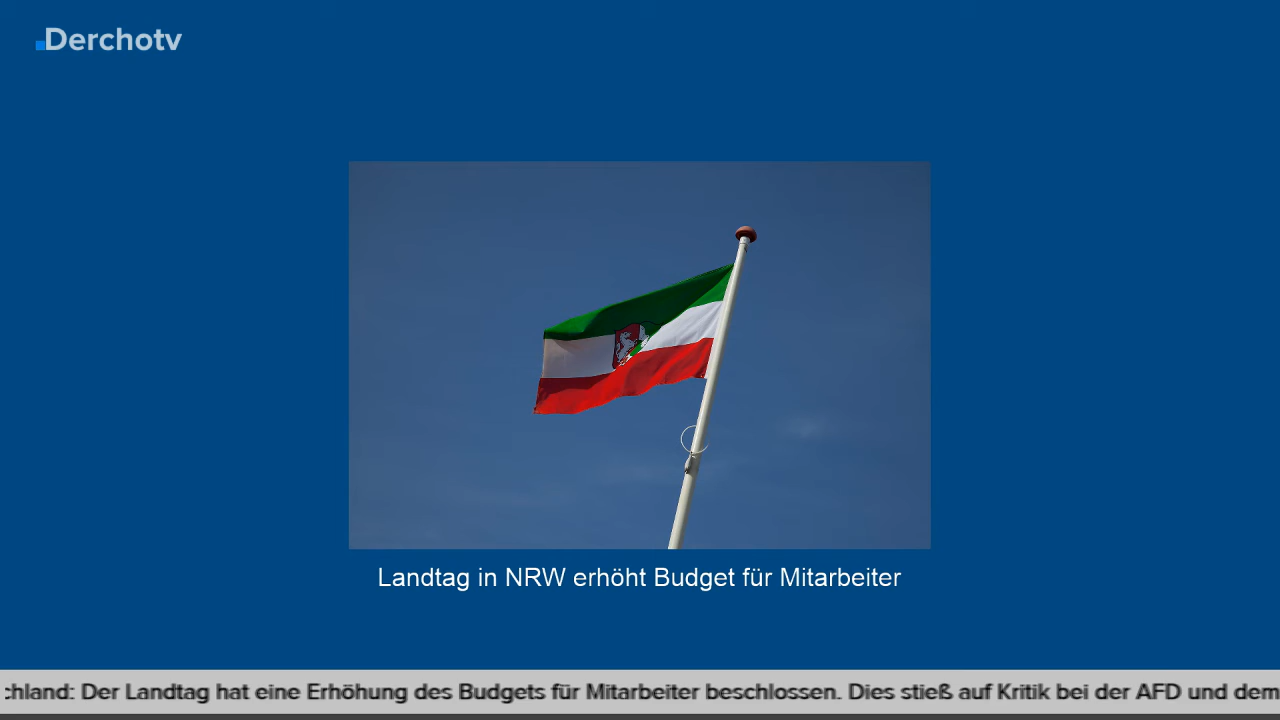 Derchotv
Landtag in NRW erhöht Budget für Mitarbeiter
chland: Der Landtag hat eine Erhöhung des Budgets für Mitarbeiter beschlossen. Dies stieß auf Kritik bei der AFD und dem